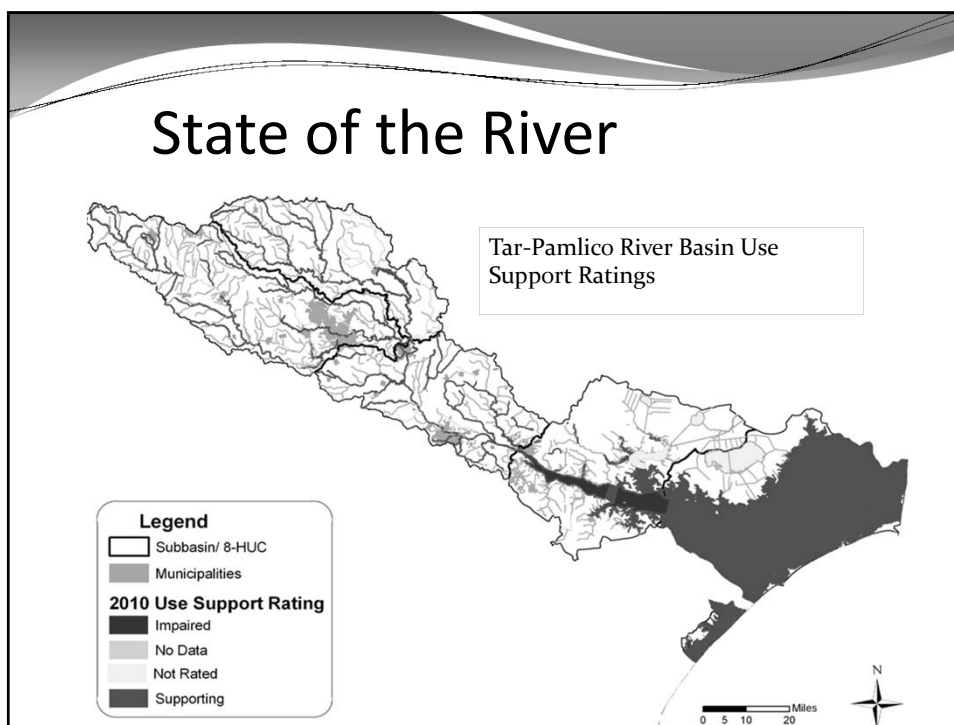 State of the River
Tar-Pamlico River Basin Use
Support Ratings
Legend
Subbasin/ 8-HUC
Municipalities
2010 Use Support Rating
Impaired
No Data
Not Rated
Supporting
N
Miles
0 5 10 20